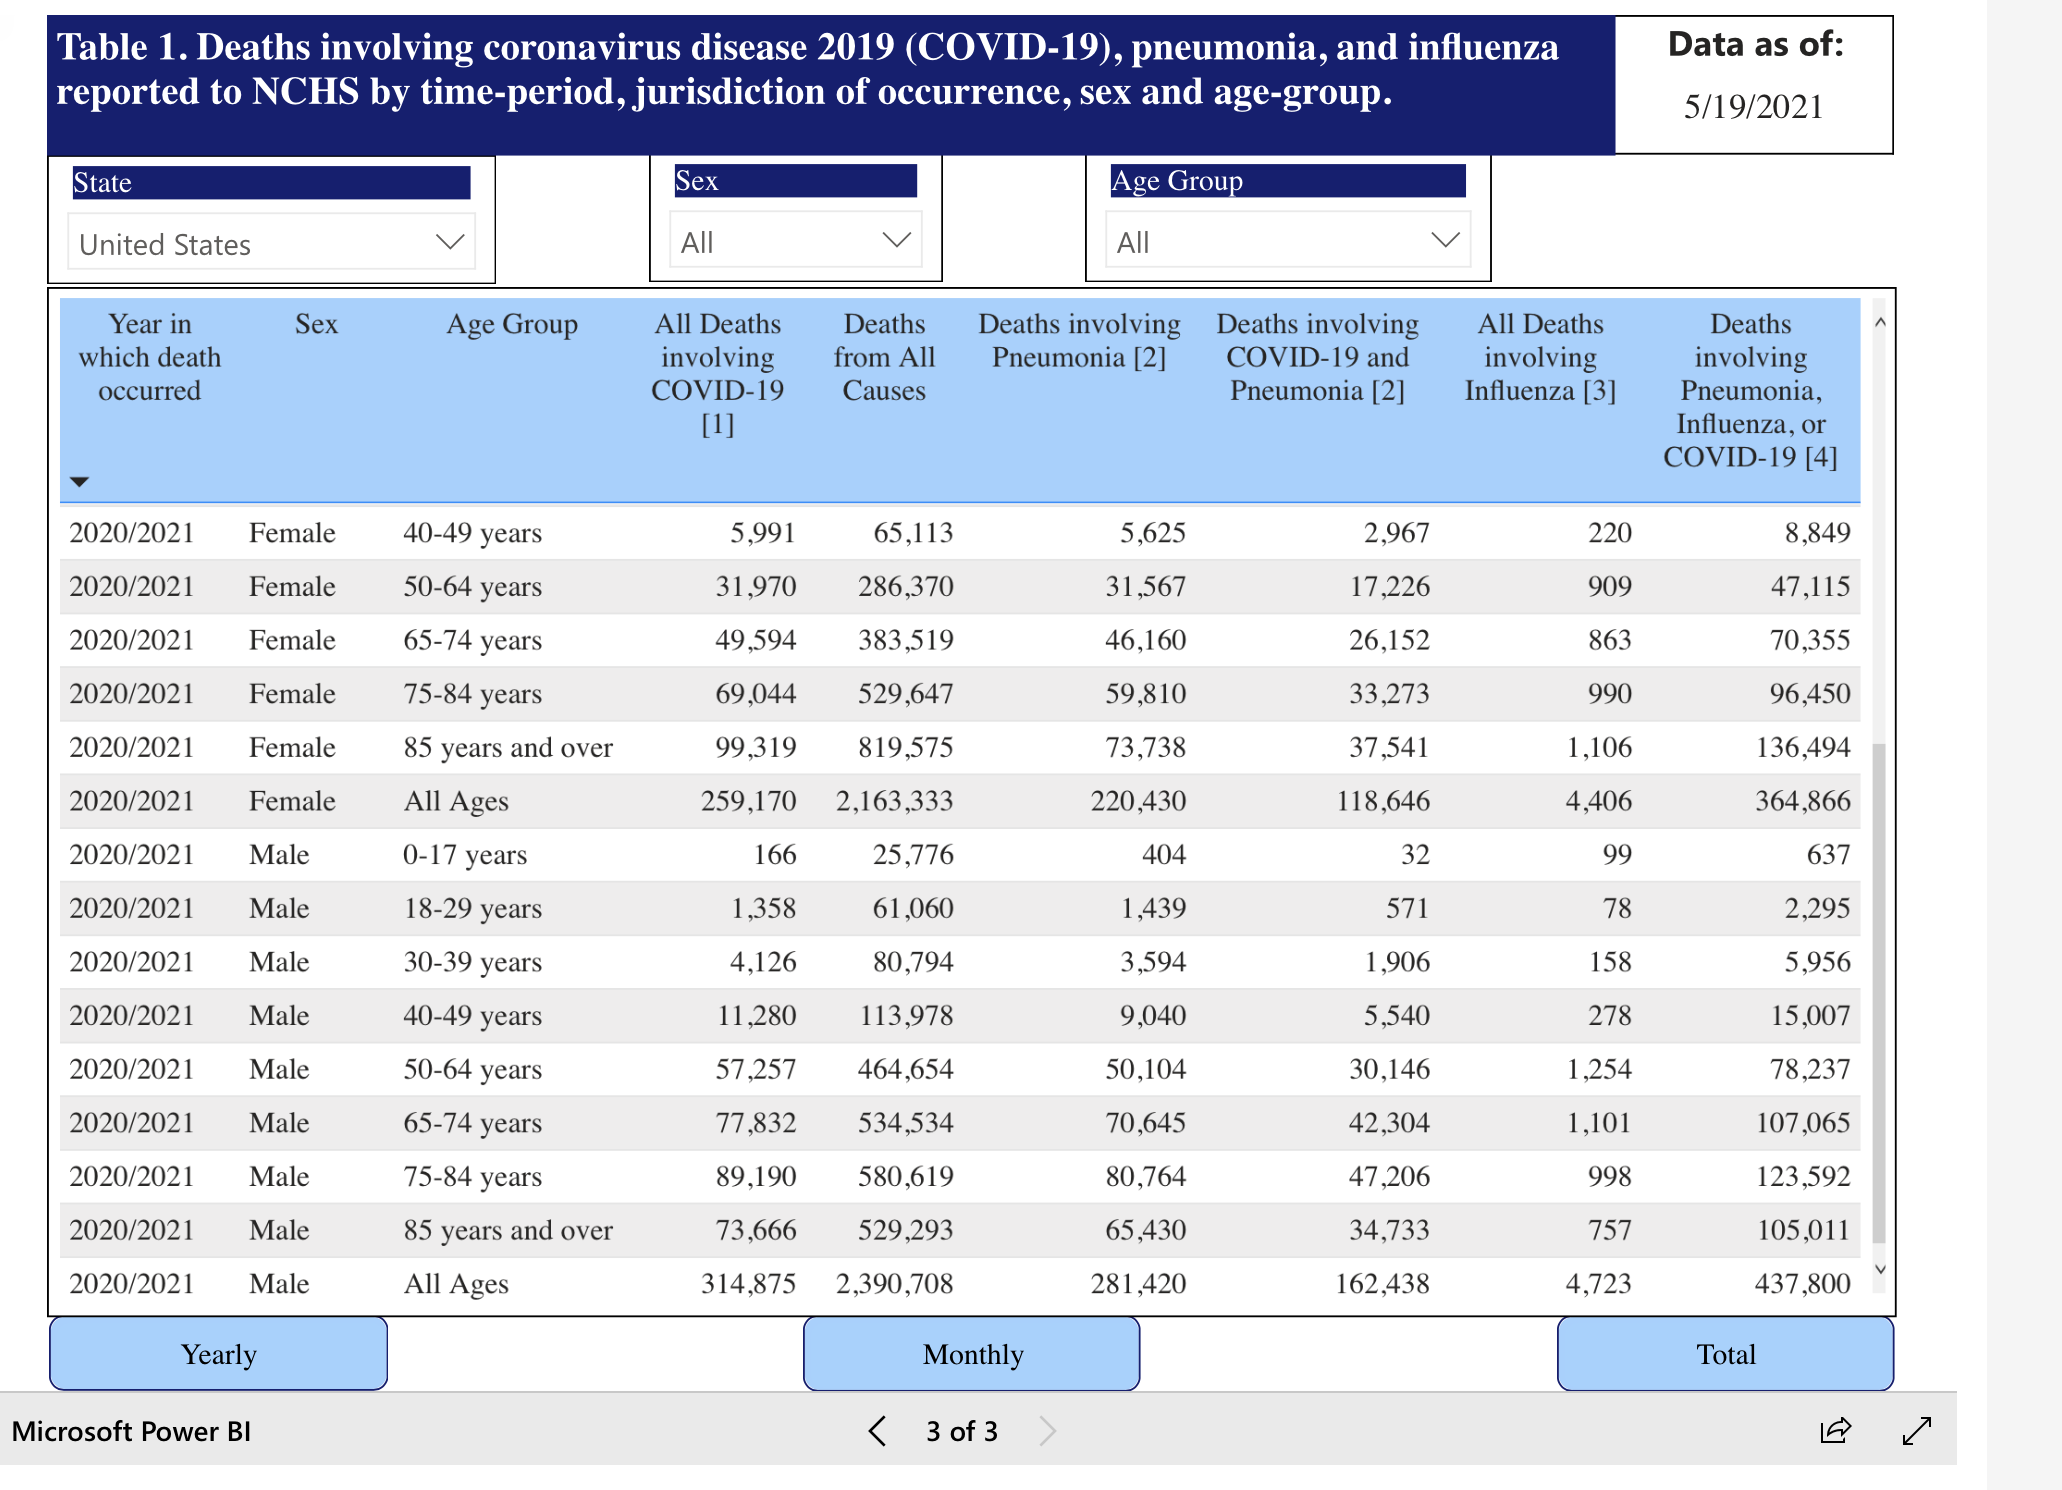 Table 1. Deaths involving coronavirus disease 2019 (COVID-19), pneumonia, and influenza
reported to NCHS by time-period, jurisdiction of occurrence, sex and age-group.
Data as of:
5/19/2021
State
United States
Sex
All
Age Group
All
Year in which death occurred Sex Age Group All Deaths involving COVID-19 [1] Deaths from All Causes Deaths involving Pneumonia [2] Deaths involving COVID-19 and Pneumonia [2] All Deaths involving Influenza [3] Deaths involving Pneumonia, Influenza, or COVID-19 [4]
2020/2021 Female 40-49 years 5,991 65,113 5,625 2,967 220 8,849
2020/2021 Female 50-64 years 31,970 286,370 31,567 17,226 909 47,115
2020/2021 Female 65-74 years 49,594 383,519 46,160 26,152 863 70,355
2020/2021 Female 75-84 years 69,044 529,647 59,810 33,273 990 96,450
2020/2021 Female 85 years and over 99,319 819,575 73,738 37,541 1,106 136,494
2020/2021 Female All Ages 259,170 2,163,333 220,430 118,646 4,406 364,866
2020/2021 Male 0-17 years 166 25,776 404 32 99 637
2020/2021 Male 18-29 years 1,358 61,060 1,439 571 78 2,295
2020/2021 Male 30-39 years 4,126 80,794 3,594 1,906 158 5,956
2020/2021 Male 40-49 years 11,280 113,978 9,040 5,540 278 15,007
2020/2021 Male 50-64 years 57,257 464,654 50,104 30,146 1,254 78,237
2020/2021 Male 65-74 years 77,832 534,534 70,645 42,304 1,101 107,065
2020/2021 Male 75-84 years 89,190 580,619 80,764 47,206 998 123,592
2020/2021 Male 85 years and over 73,666 529,293 65,430 34,733 757 105,011
2020/2021 Male All Ages 314,875 2,390,708 281,420 162,438 4,723 437,800
Yearly
Monthly
Total
Microsoft Power BI
3 of 3